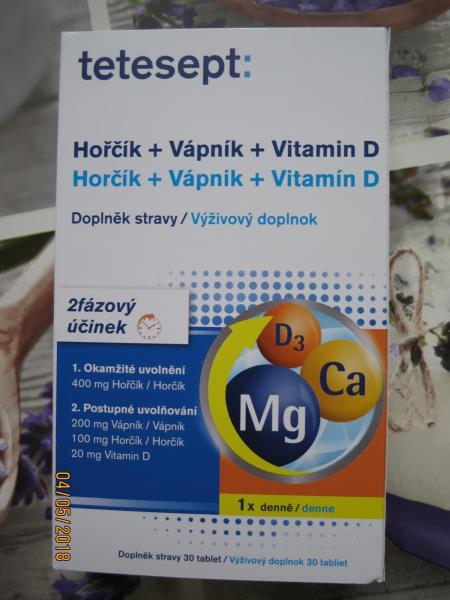 tetesept:
Hořčík + Vápník + Vitamin D
Horčík + Vápnik + Vitamín D
Doplněk stravy / Výživový doplnok
2fázový
účinek
1. Okamžité uvolnění
400 mg Hořčík / Horčík
2. Postupné uvolňování
200 mg Vápník / Vápnik
100 mg Hořčík / Horčík
20 mg Vitamin D
D3
Ca
Mg
1x denně / denne
Doplněk stravy 30 tablet / Výživový doplnok 30 tabliet
04/05/2018